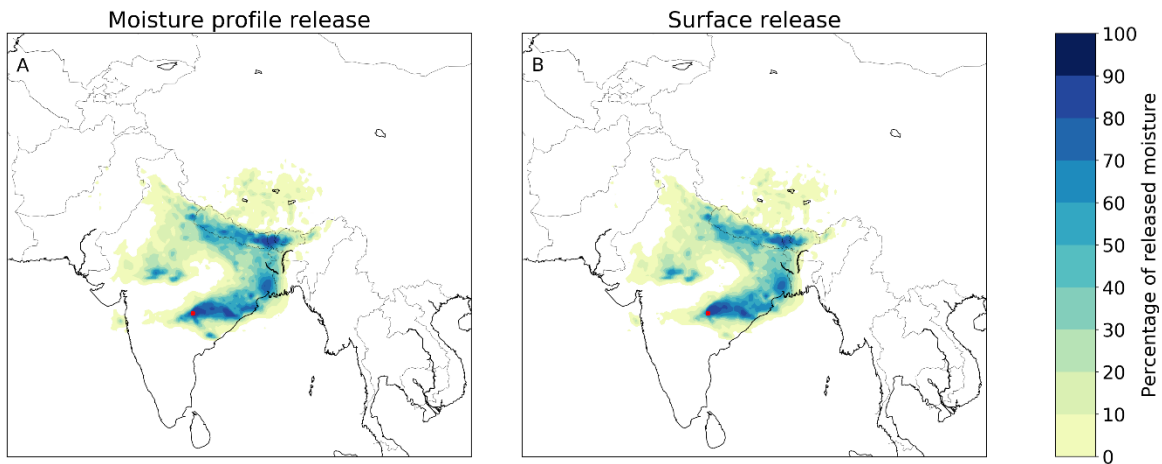 Moisture profile release
Surface release
A
B
100
90
80
70
60
50
40
30
20
10
0
Percentage of released moisture